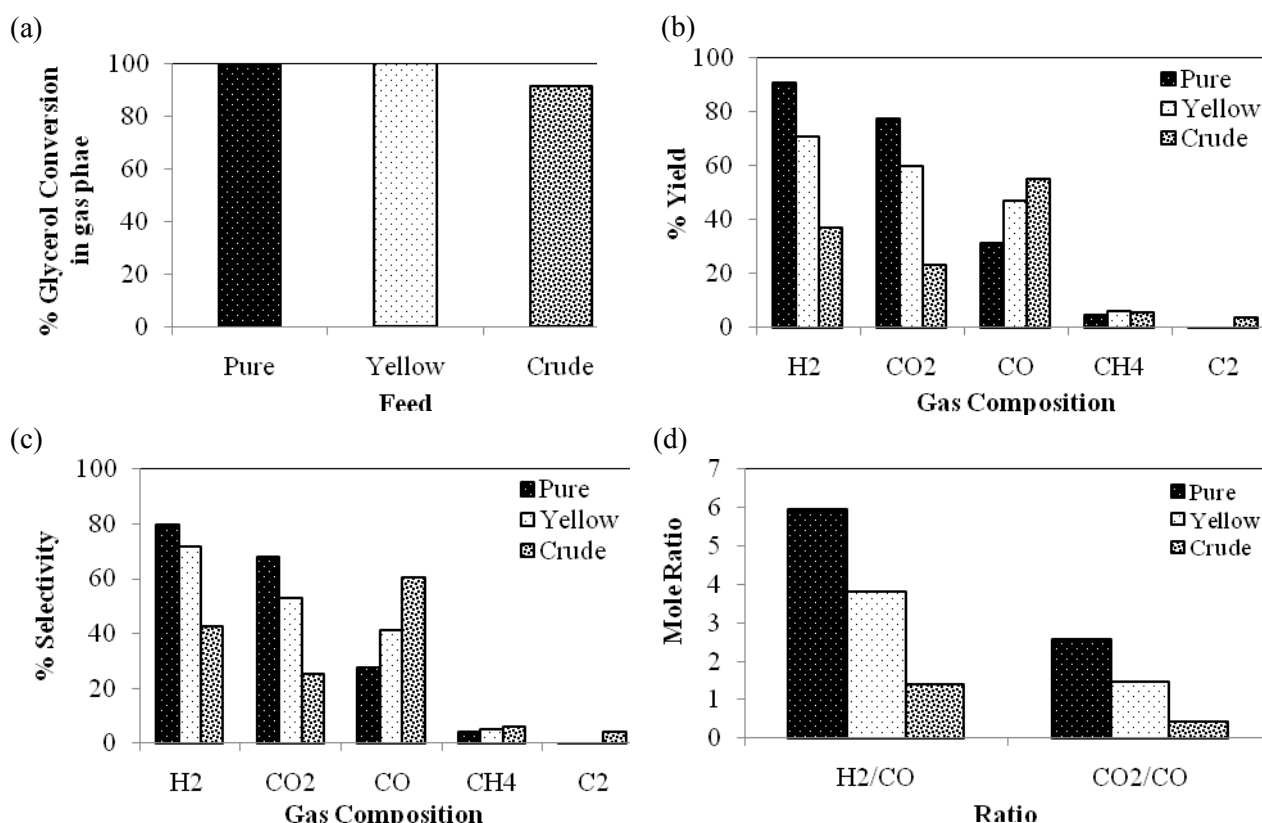 (a)
100
80
60
40
20
0
% Glycerol Conversion
in gas phae
Pure Yellow Crude
Feed
(b)
100
80
60
40
20
0
% Yield
Pure
Yellow
Crude
H2 CO2 CO CH4 C2
Gas Composition
(c)
100
80
60
40
20
0
% Selectivity
Pure
Yellow
Crude
H2 CO2 CO CH4 C2
Gas Composition
(d)
7
6
5
4
3
2
1
0
Mole Ratio
Pure
Yellow
Crude
H2/CO CO2/CO
Ratio